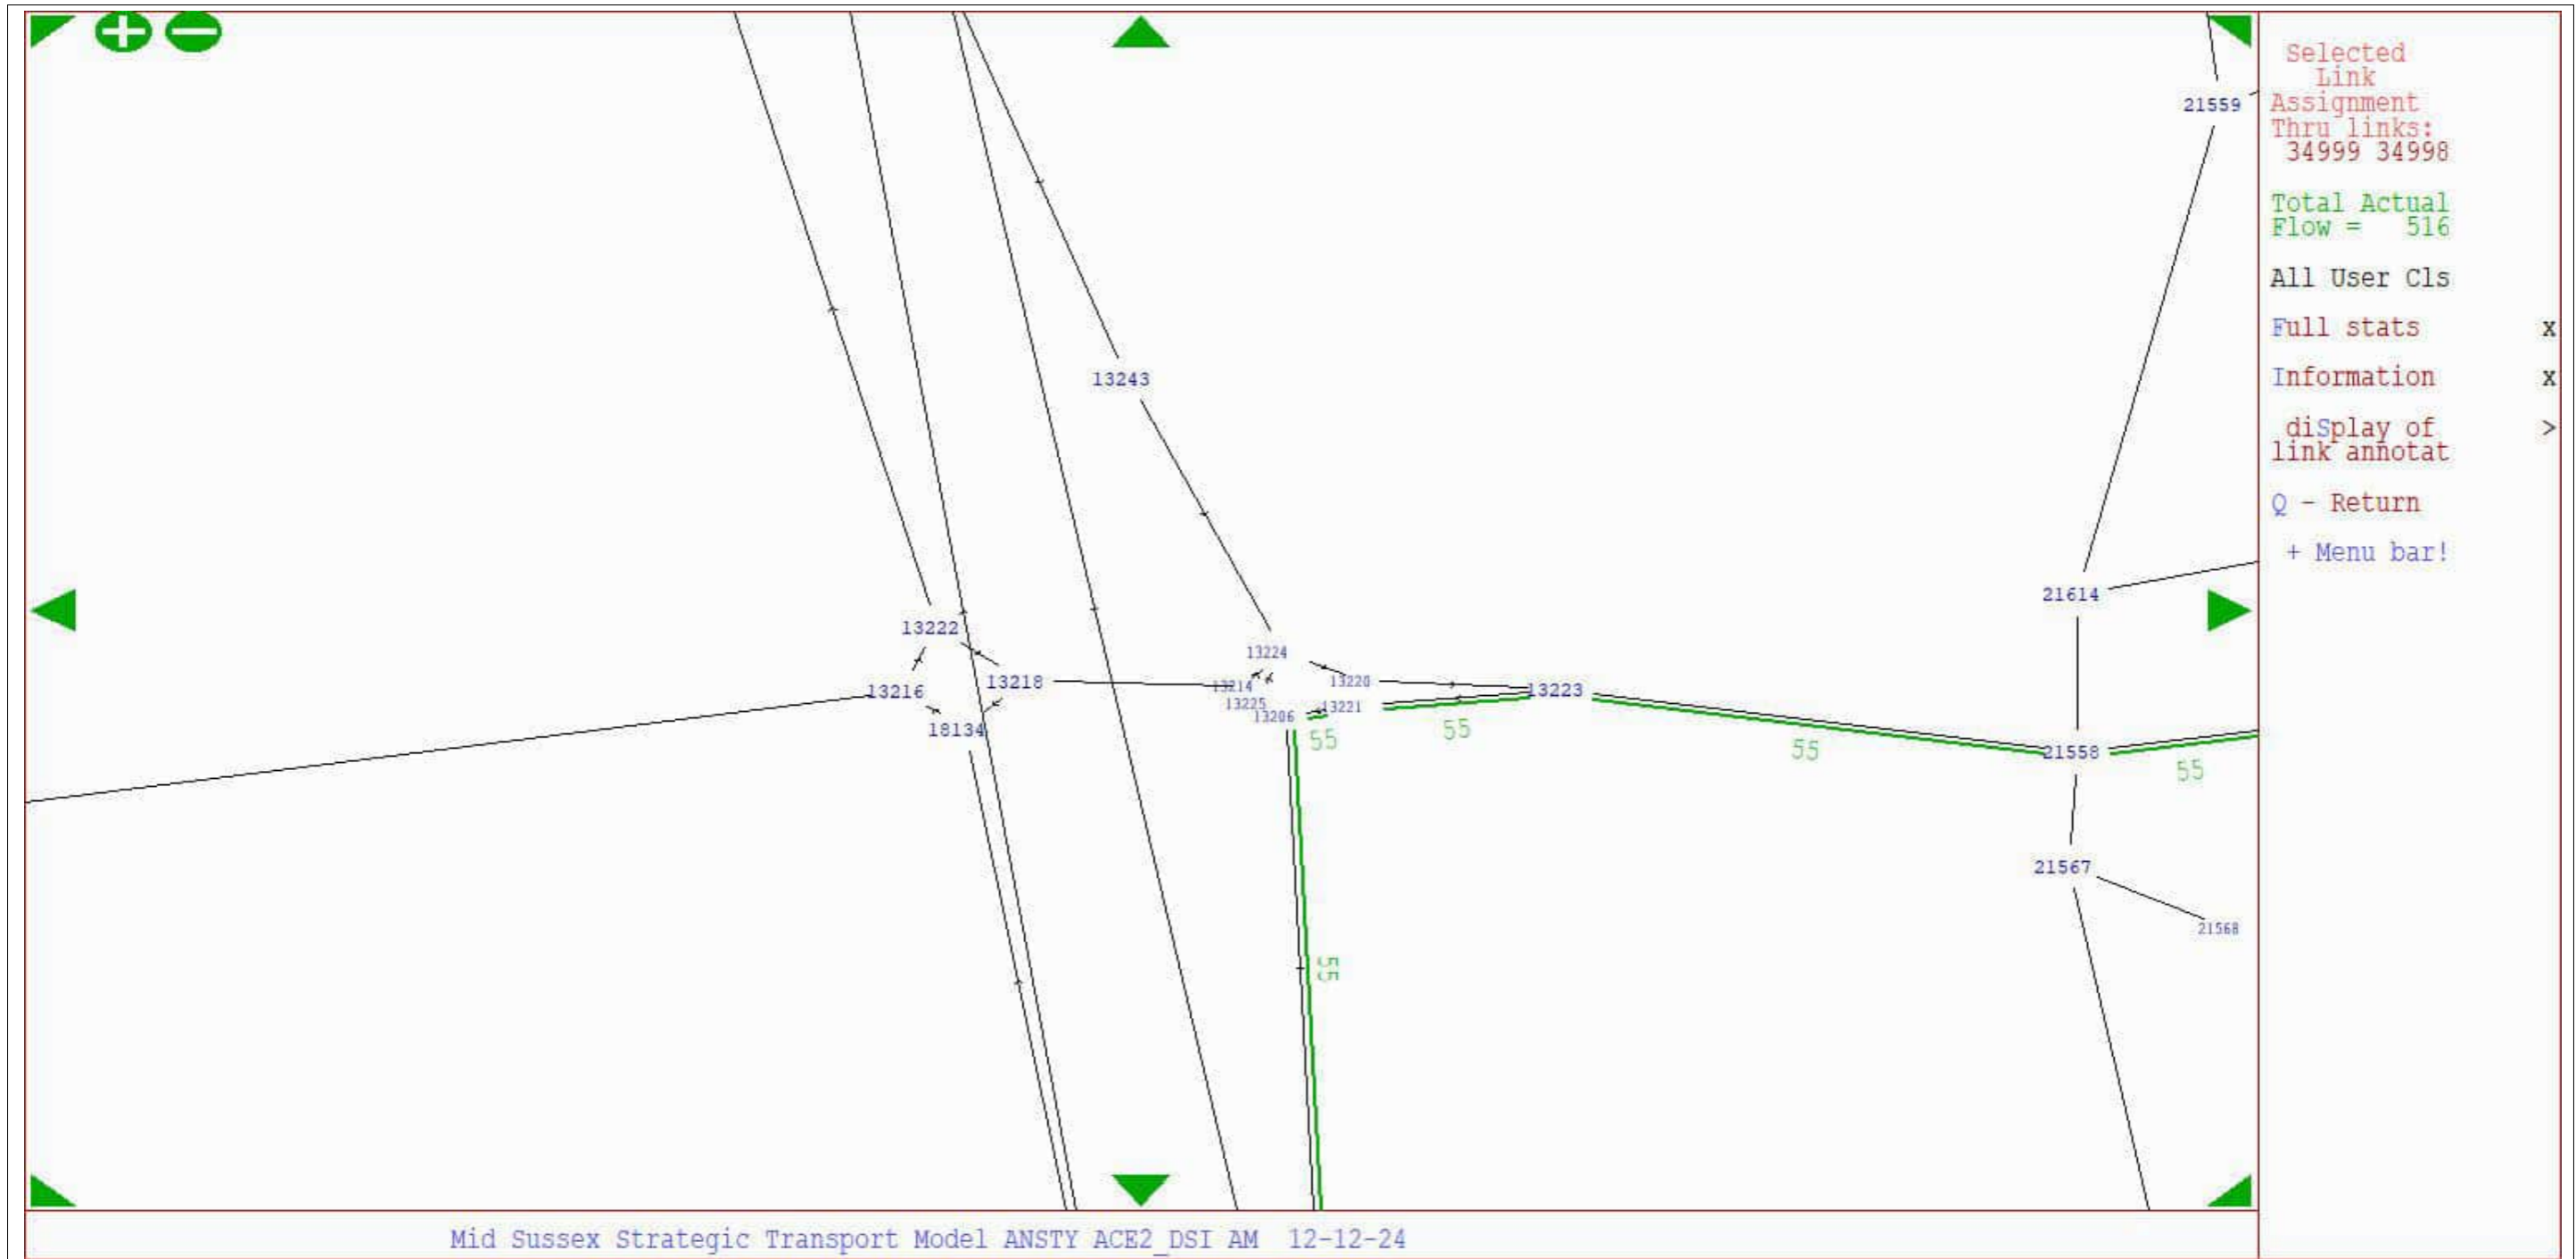 Selected
Link
Assignment
Thru links:
34999 34998
Total Actual
Flow = 516
All User Cls
Full stats x
Information x
diSplay of >
link annotat
Q - Return
+ Menu bar!
21559
13243
21614
13222
13224
13218
13214
13220
13216
13223
13225
13221
13206
18134
55
55
55
21558
55
21567
21568
55
Mid Sussex Strategic Transport Model ANSTY ACE2_DSI AM 12-12-24